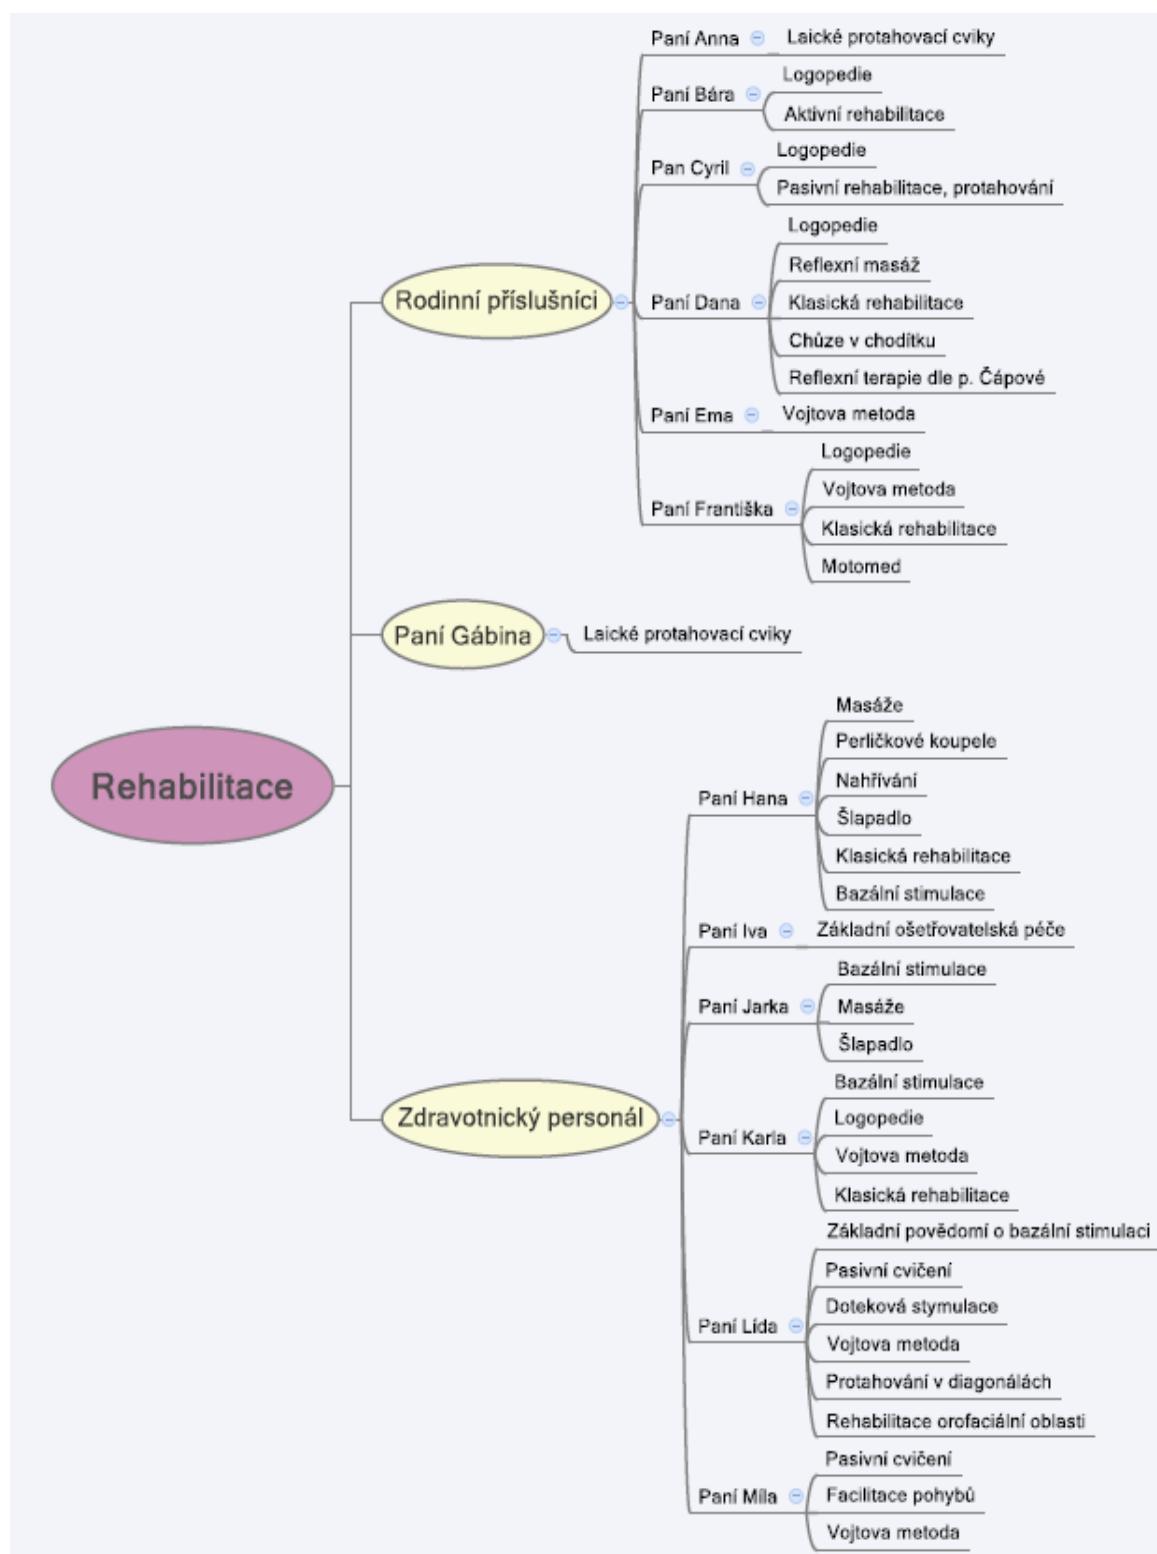 Rehabilitace
Rodinní příslušníci
Paní Anna
Laické protahovací cviky
Paní Bára
Logopedie
Aktivní rehabilitace
Pan Cyril
Logopedie
Pasivní rehabilitace, protahování
Paní Dana
Logopedie
Reflexní masáž
Klasická rehabilitace
Chůze v chodítku
Reflexní terapie dle p. Čápové
Paní Ema
Vojtova metoda
Paní Františka
Logopedie
Vojtova metoda
Klasická rehabilitace
Motomed
Paní Gábina
Laické protahovací cviky
Zdravotnický personál
Paní Hana
Masáže
Perličkové koupele
Nahřívání
Šlapadlo
Klasická rehabilitace
Bazální stimulace
Paní Iva
Základní ošetřovatelská péče
Paní Jarka
Bazální stimulace
Masáže
Šlapadlo
Paní Karla
Bazální stimulace
Logopedie
Vojtova metoda
Klasická rehabilitace
Paní Lída
Základní povědomí o bazální stimulaci
Pasivní cvičení
Doteková stymulace
Vojtova metoda
Protahování v diagonálách
Rehabilitace orofaciální oblasti
Paní Míla
Pasivní cvičení
Facilitace pohybů
Vojtova metoda